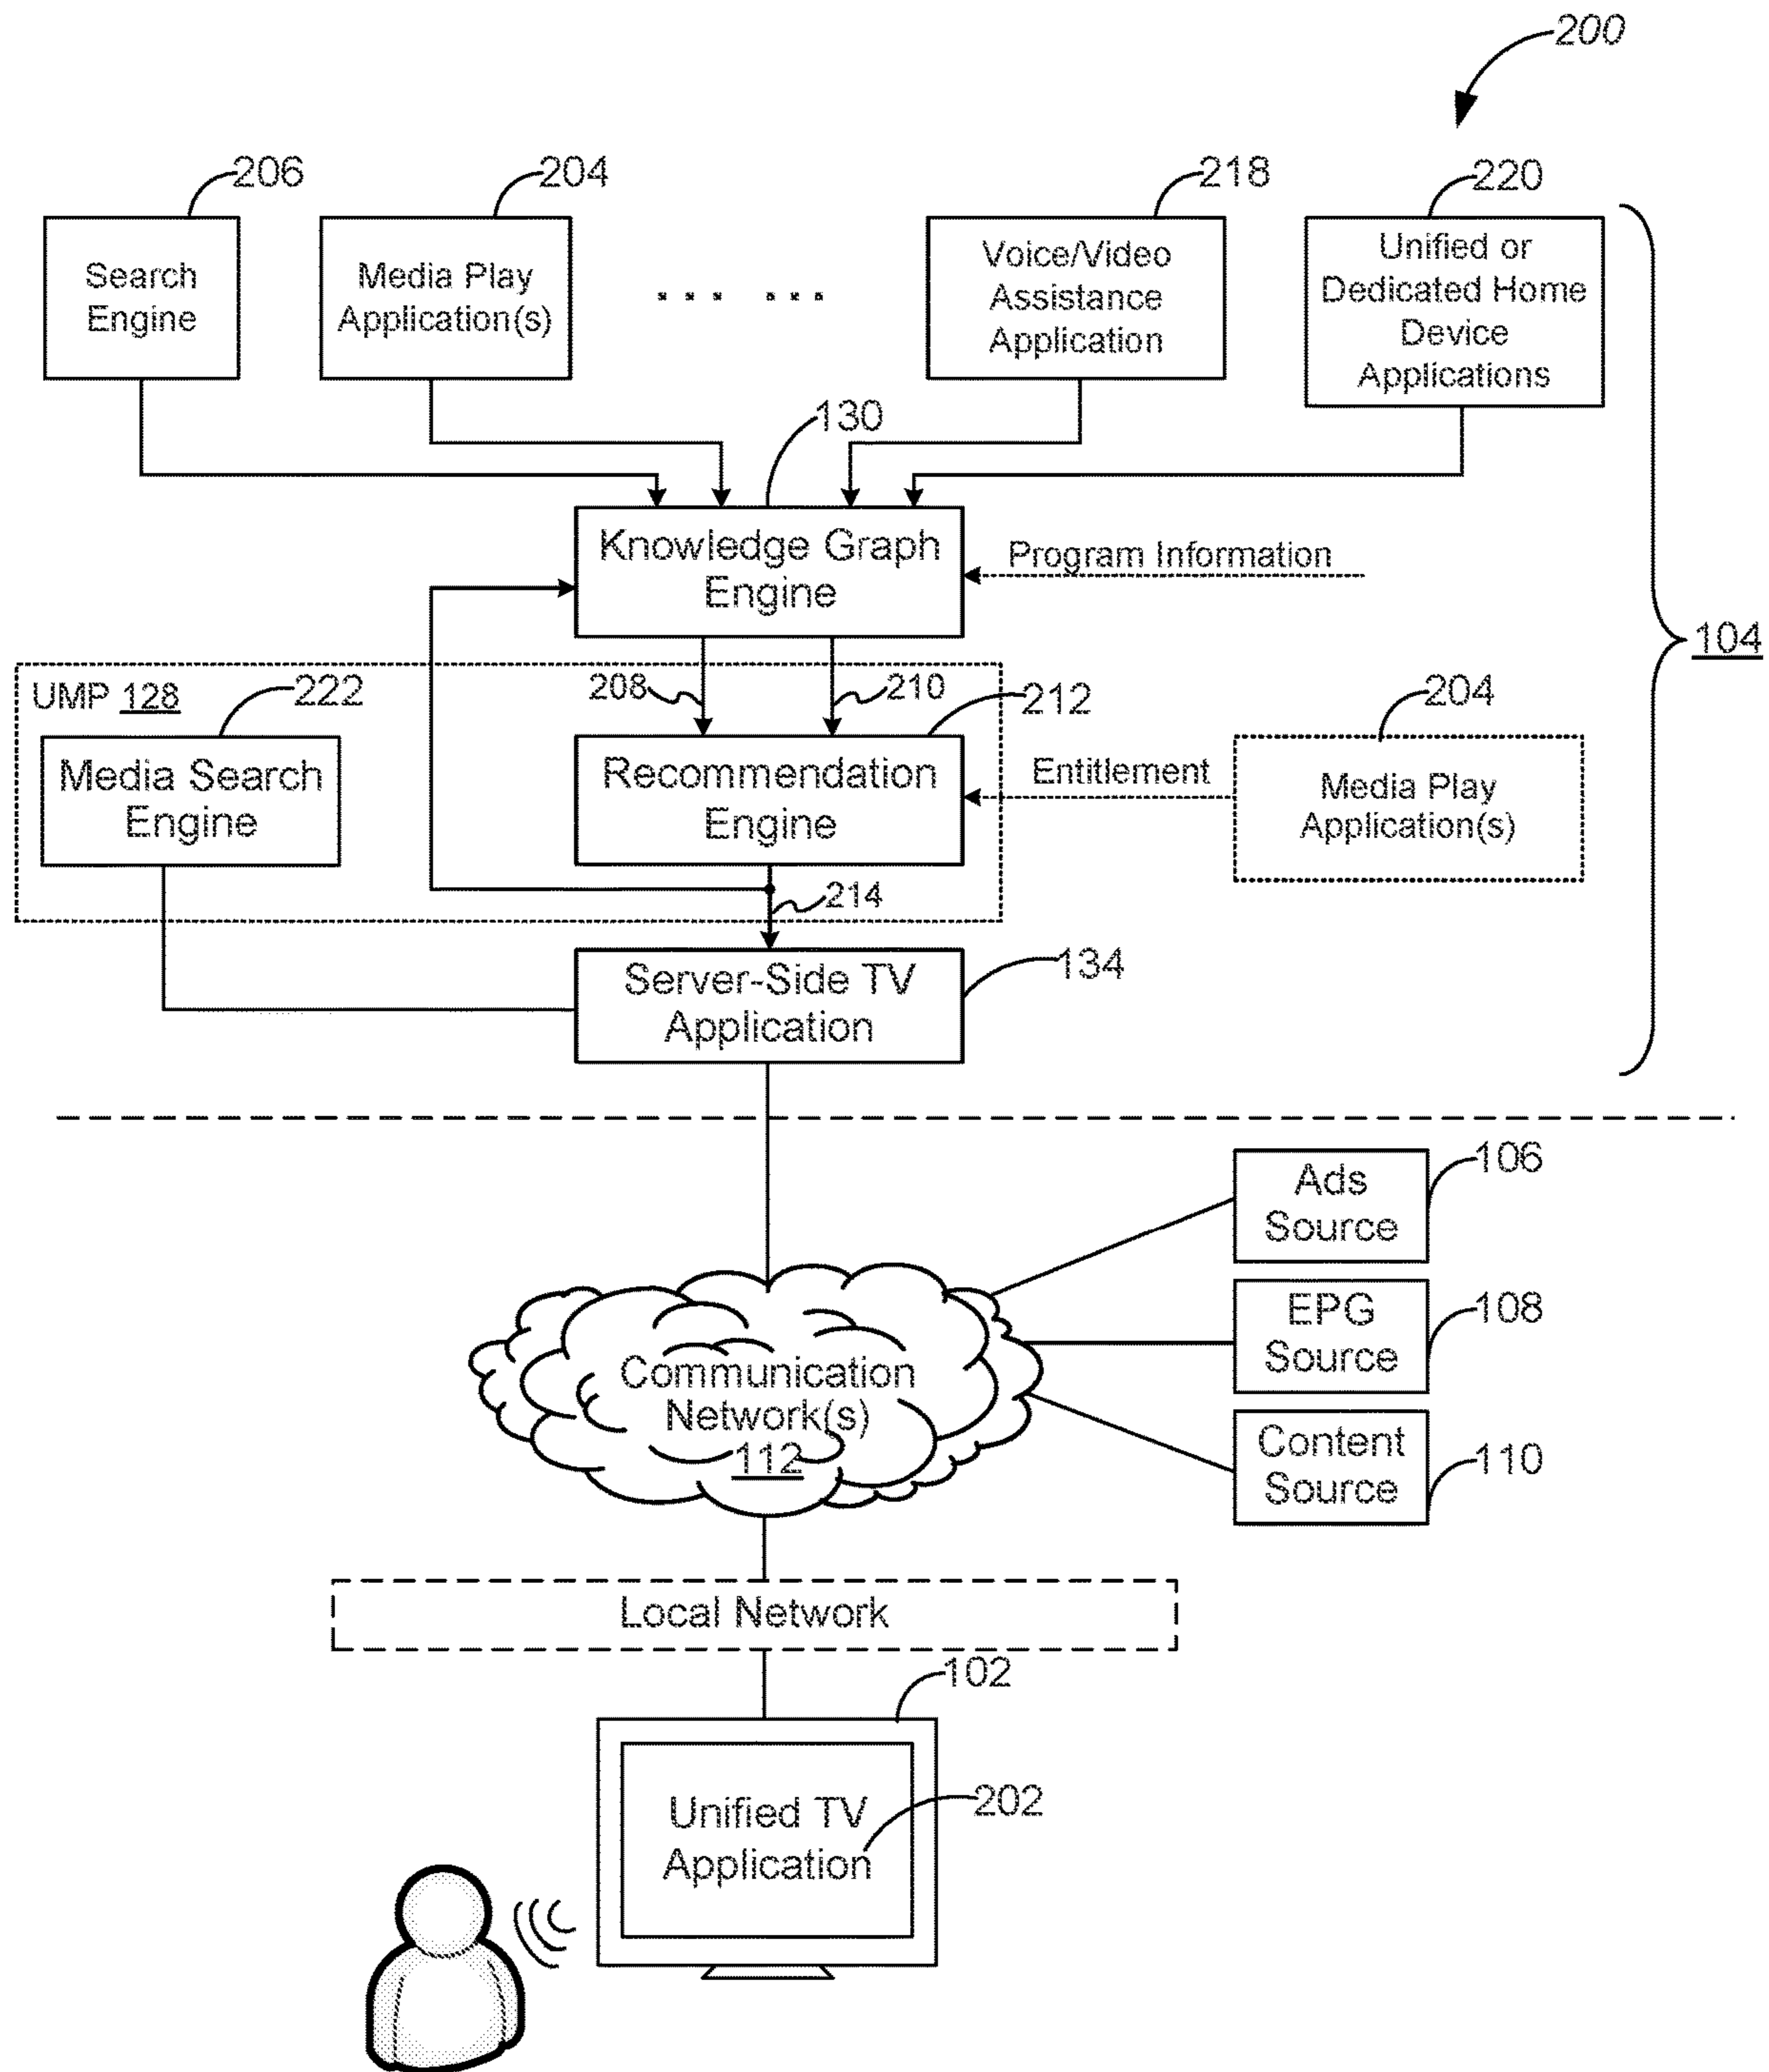 200
206
204
218
220
Search
Engine
Media Play
Application(s)
... ...
Voice/Video
Assistance
Application
Unified or
Dedicated Home
Device
Applications
130
Knowledge Graph
Engine
Program Information
104
UMP 128
222
208
210
212
204
Media Search
Engine
Recommendation
Engine
Entitlement
Media Play
Application(s)
214
Server-Side TV
Application
134
Ads
Source
106
EPG
Source
108
Communication
Network(s)
112
Content
Source
110
Local Network
102
Unified TV
Application
202